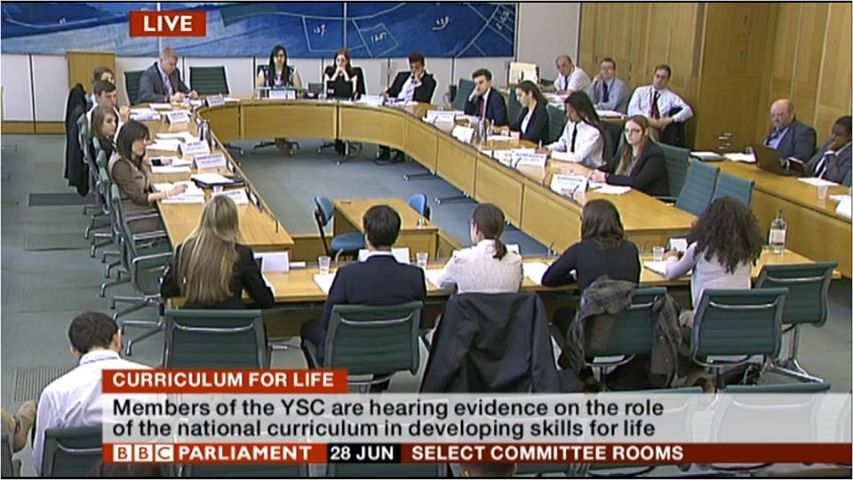 LIVE
CURRICULUM FOR LIFE
Members of the YSC are hearing evidence on the role
of the national curriculum in developing skills for life
BBC PARLIAMENT 28 JUN SELECT COMMITTEE ROOMS